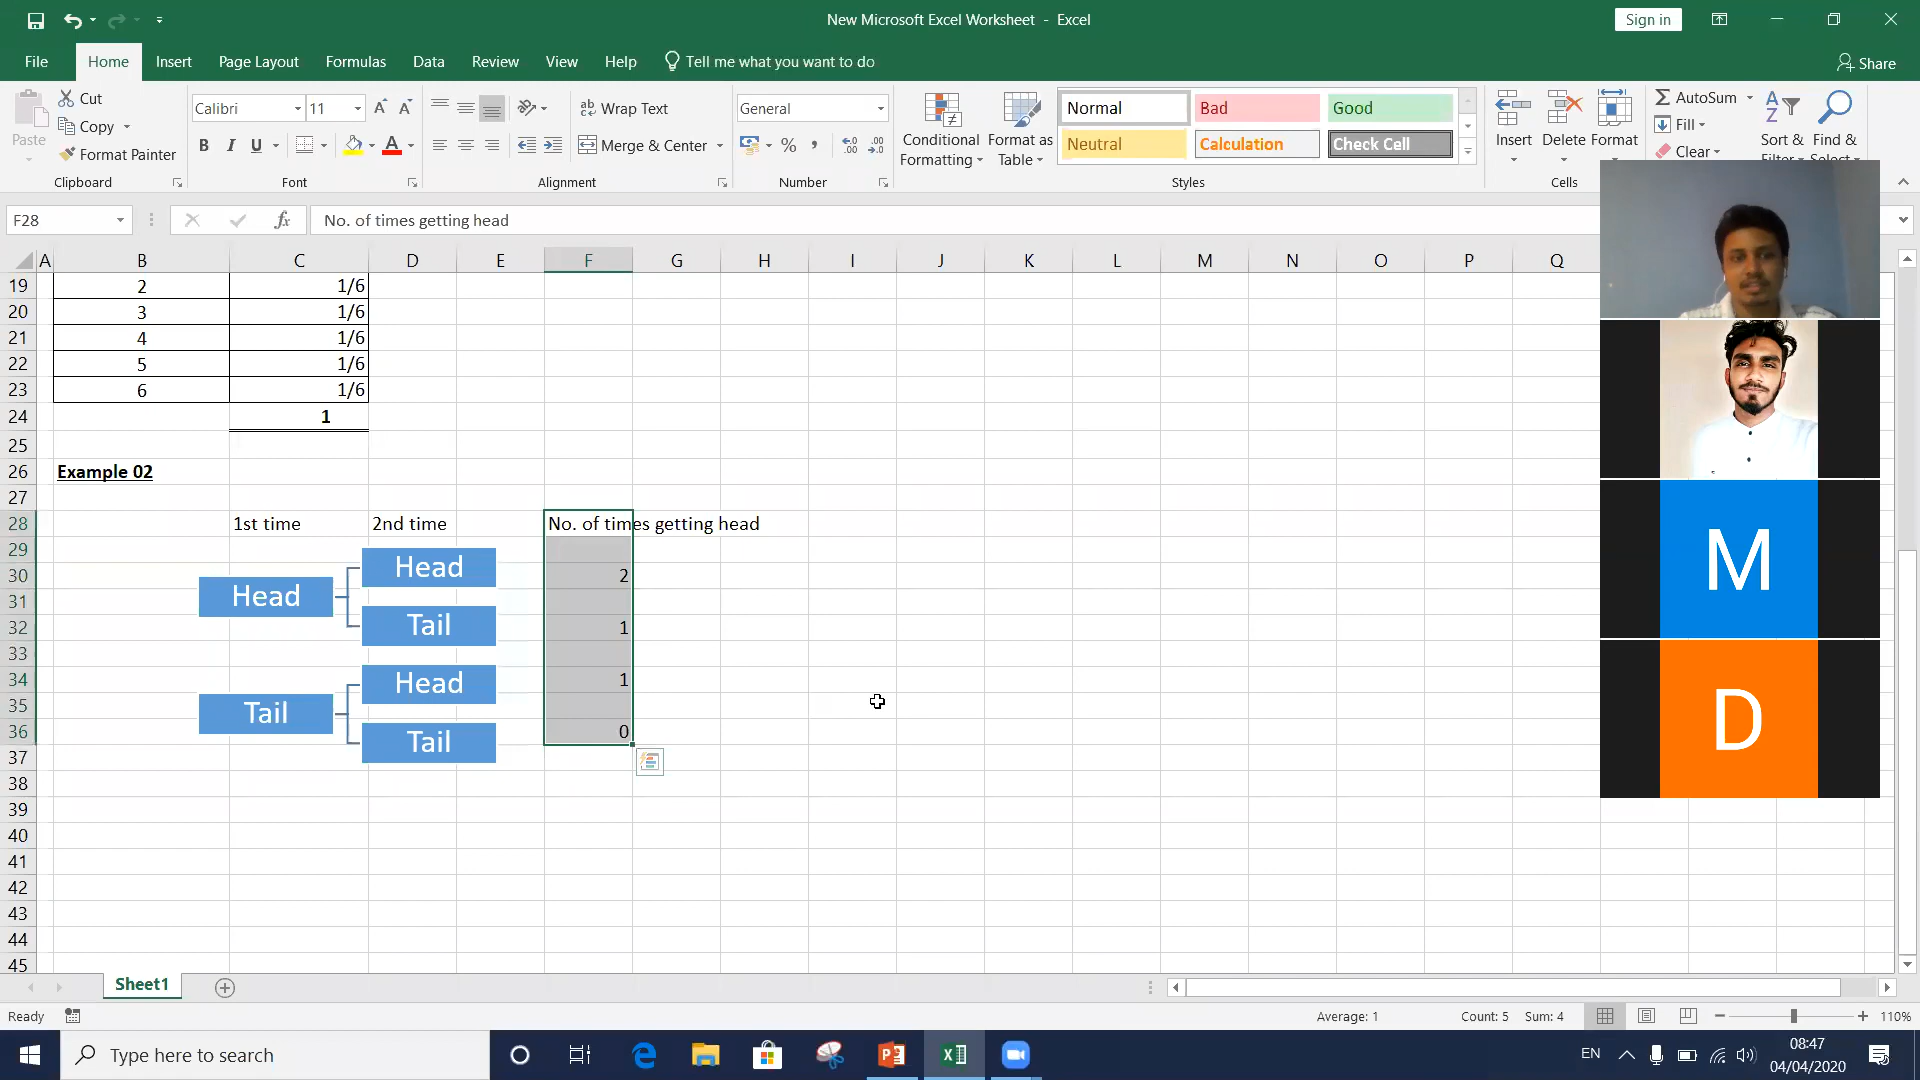 New Microsoft Excel Worksheet - Excel
Sign in
File Home Insert Page Layout Formulas Data Review View Help Tell me what you want to do
Share
Paste
Cut
Copy
Format Painter
Clipboard
Calibri 11
B I U
Font
Wrap Text
Merge & Center
Alignment
General
%
Number
Conditional Formatting
Format as Table
Normal Bad Good
Neutral Calculation Check Cell
Styles
Insert Delete Format
Cells
AutoSum
Fill
Clear
Sort &
Find &
F28 fx No. of times getting head
A B C D E F G H I J K L M N O P Q
19 2 1/6
20 3 1/6
21 4 1/6
22 5 1/6
23 6 1/6
24 1
25
26 Example 02
27
28 1st time 2nd time No. of times getting head
29 Head
30 2
Head
31
32 Tail 1
33
34 Head 1
35
Tail
36 0
Tail
37
38
39
40
41
42
43
44
45
M
D
Sheet1
Ready
Average: 1 Count: 5 Sum: 4
110%
Type here to search
EN
08:47
04/04/2020